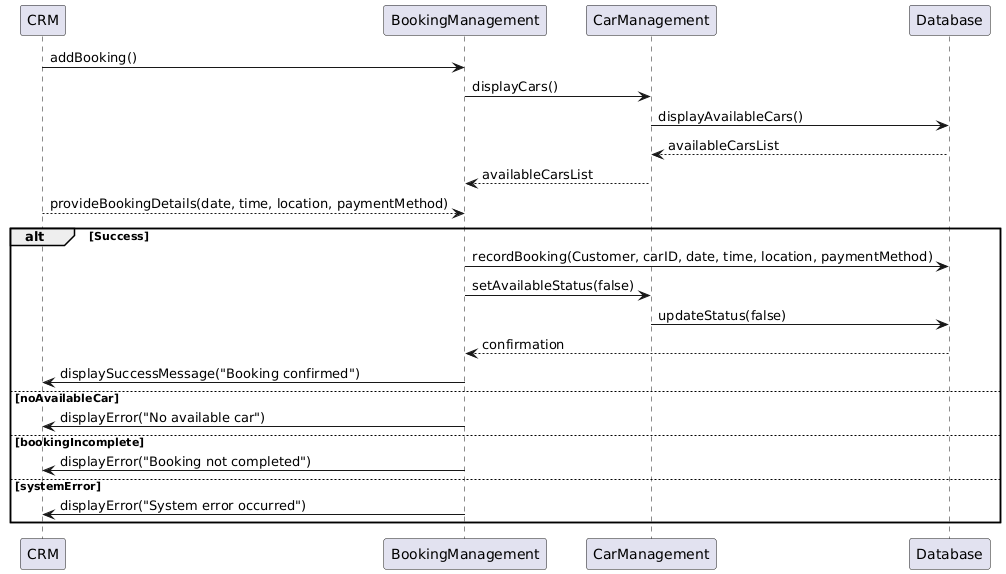 CRM BookingManagement CarManagement Database
addBooking()
displayCars()
displayAvailableCars()
availableCarsList
availableCarsList
provideBookingDetails(date, time, location, paymentMethod)
alt [Success]
recordBooking(Customer, carID, date, time, location, paymentMethod)
setAvailableStatus(false)
updateStatus(false)
confirmation
displaySuccessMessage("Booking confirmed")
[noAvailableCar]
displayError("No available car")
[bookingIncomplete]
displayError("Booking not completed")
[systemError]
displayError("System error occurred")
CRM BookingManagement CarManagement Database